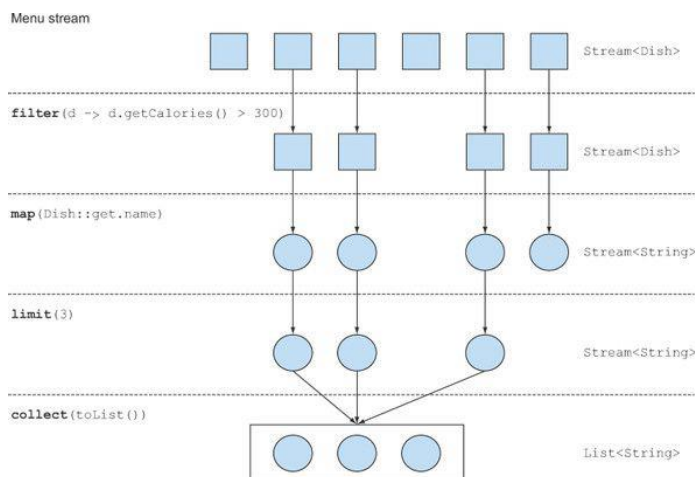 Menu stream
Stream<Dish>
filter(d -> d.getCalories() > 300)
Stream<Dish>
map(Dish::get.name)
Stream<String>
limit(3)
Stream<String>
collect(toList())
List<String>